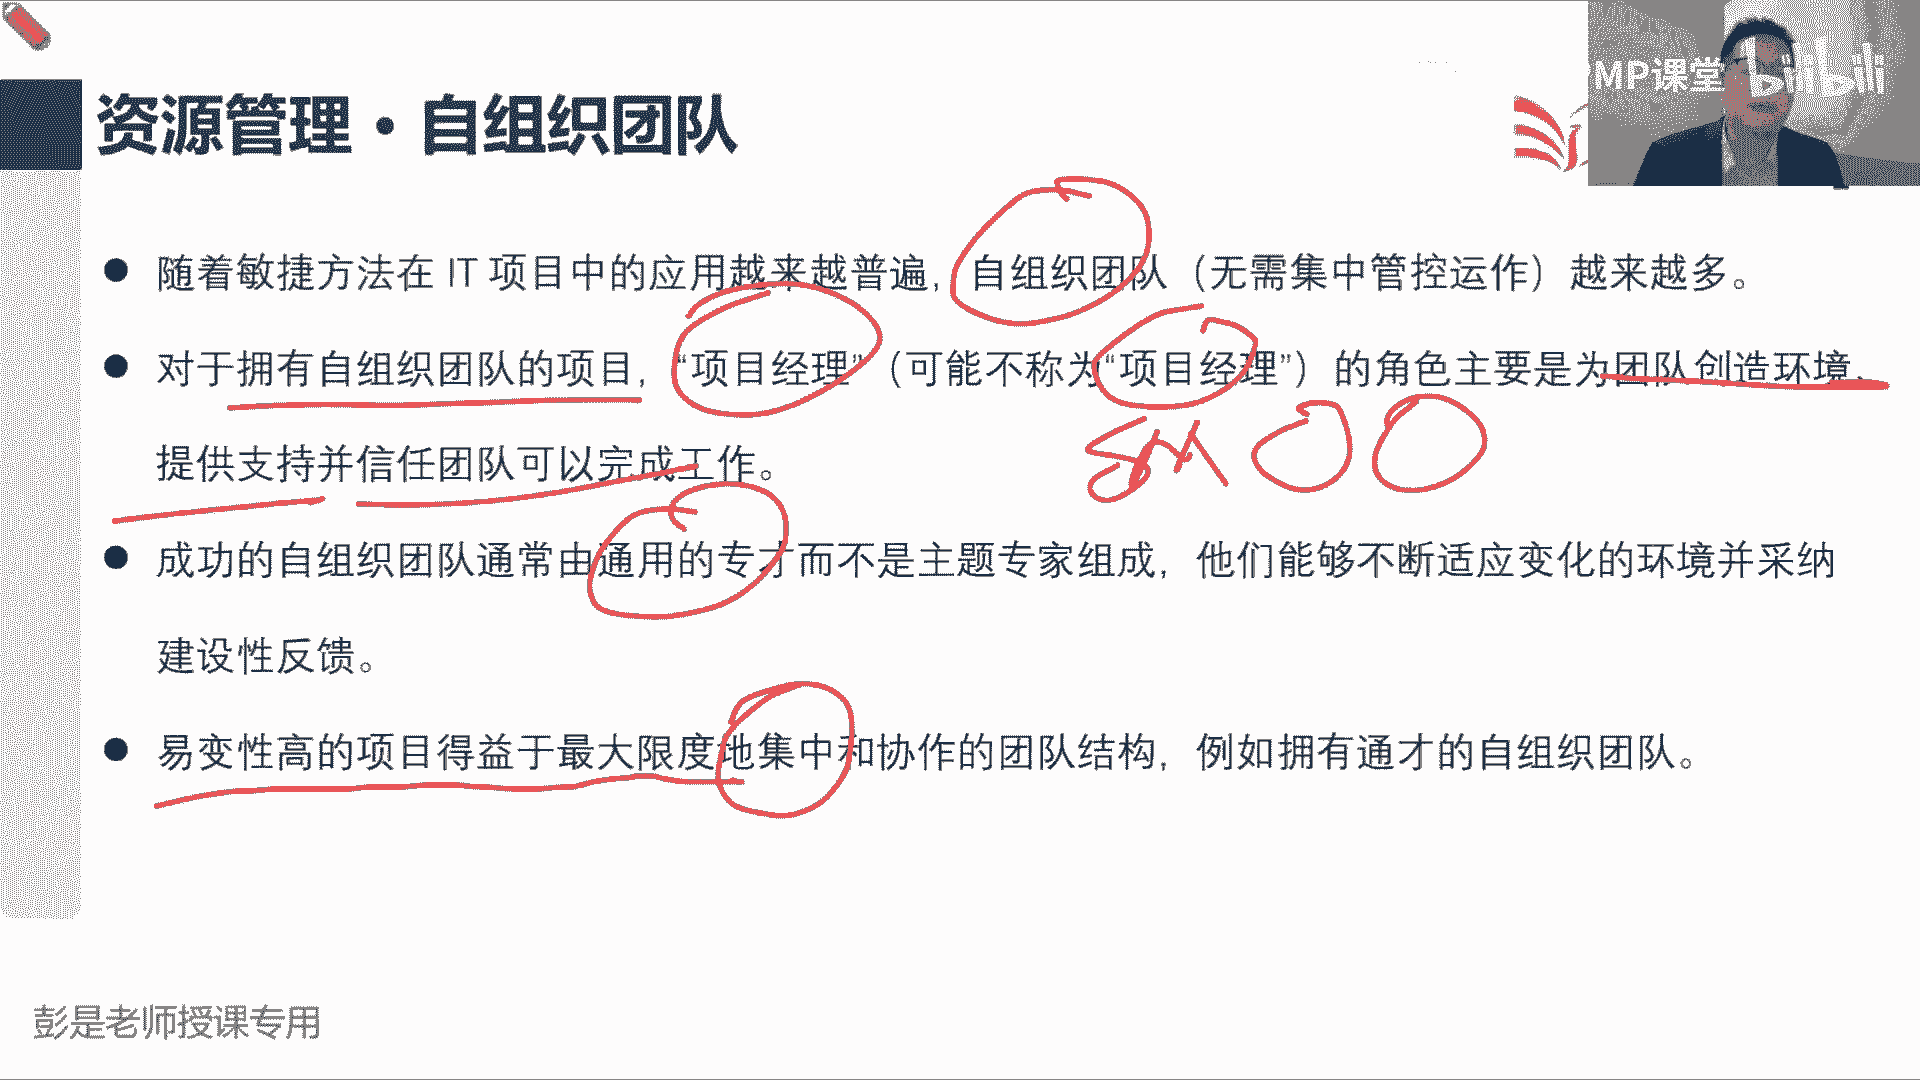 PMP课堂 bilibili
资源管理·自组织团队
随着敏捷方法在 IT 项目中的应用越来越普遍，自组织团队（无需集中管控运作）越来越多。
对于拥有自组织团队的项目，“项目经理”（可能不称为“项目经理”）的角色主要是为团队创造环境、
提供支持并信任团队可以完成工作。
SM
成功的自组织团队通常由通用的专才而不是主题专家组成，他们能够不断适应变化的环境并采纳
建设性反馈。
易变性高的项目得益于最大限度地集中和协作的团队结构，例如拥有通才的自组织团队。
彭是老师授课专用